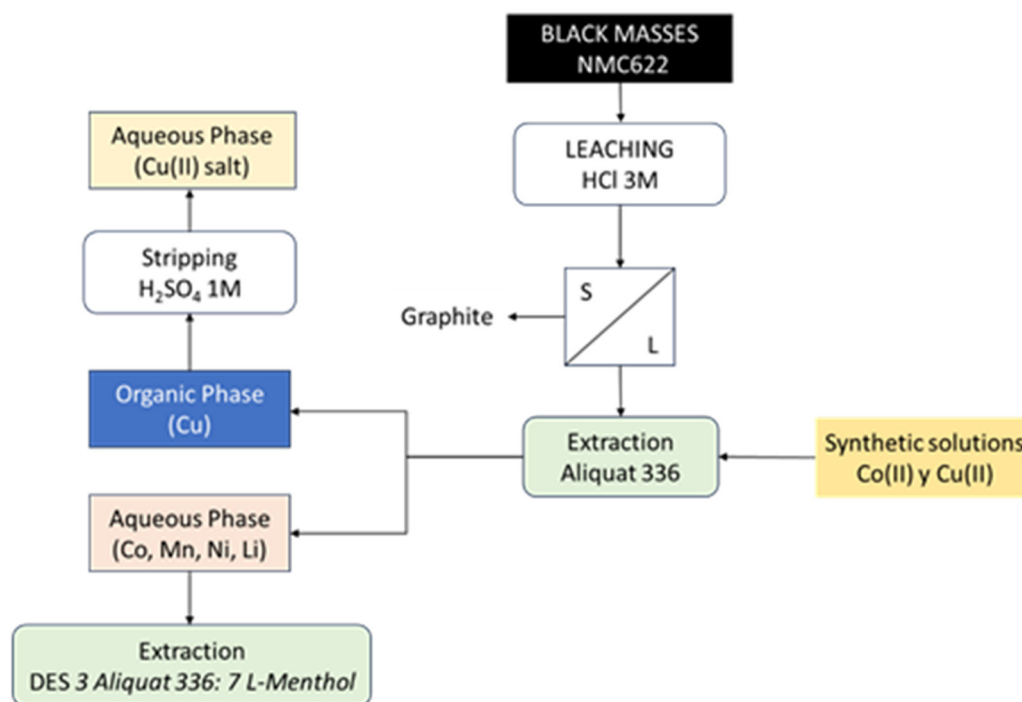 BLACK MASSES
NMC622
LEACHING
HCl 3M
S
L
Graphite
Extraction
Aliquat 336
Synthetic solutions
Co(II) y Cu(II)
Aqueous Phase
(Cu(II) salt)
Stripping
H₂SO₄ 1M
Organic Phase
(Cu)
Aqueous Phase
(Co, Mn, Ni, Li)
Extraction
DES 3 Aliquat 336: 7 L-Menthol